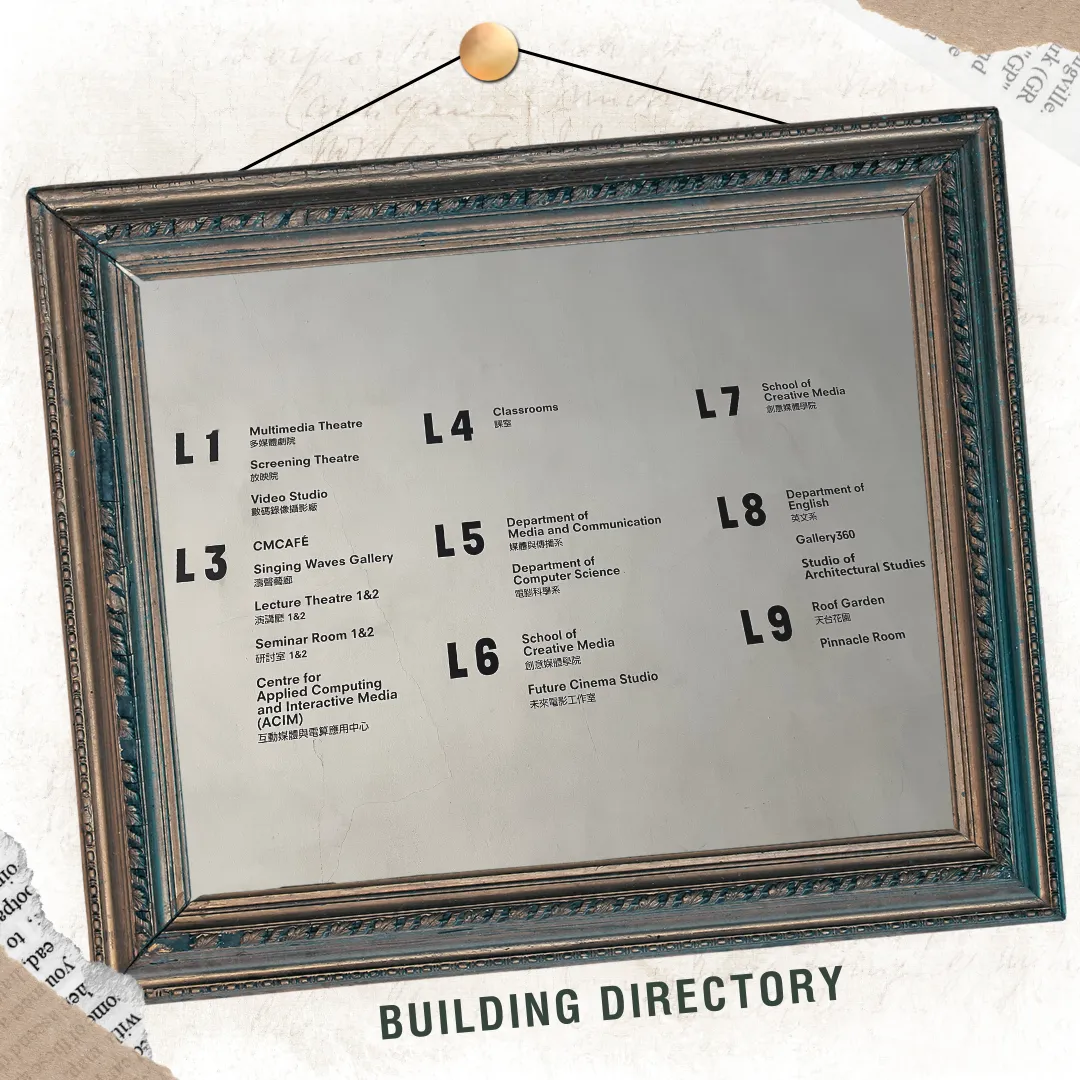 L1
Multimedia Theatre
多媒體劇院
Screening Theatre
放映院
Video Studio
數碼錄像攝影廠
L3
CMCAFÉ
Singing Waves Gallery
濤聲藝廊
Lecture Theatre 1&2
演講廳 1&2
Seminar Room 1&2
研討室 1&2
Centre for
Applied Computing
and Interactive Media
(ACIM)
互動媒體與電算應用中心
L4
Classrooms
課室
L5
Department of
Media and Communication
媒體與傳播系
Department of
Computer Science
電腦科學系
L6
School of
Creative Media
創意媒體學院
Future Cinema Studio
未來電影工作室
L7
School of
Creative Media
創意媒體學院
L8
Department of
English
英文系
Gallery360
Studio of
Architectural Studies
L9
Roof Garden
天台花園
Pinnacle Room
BUILDING DIRECTORY